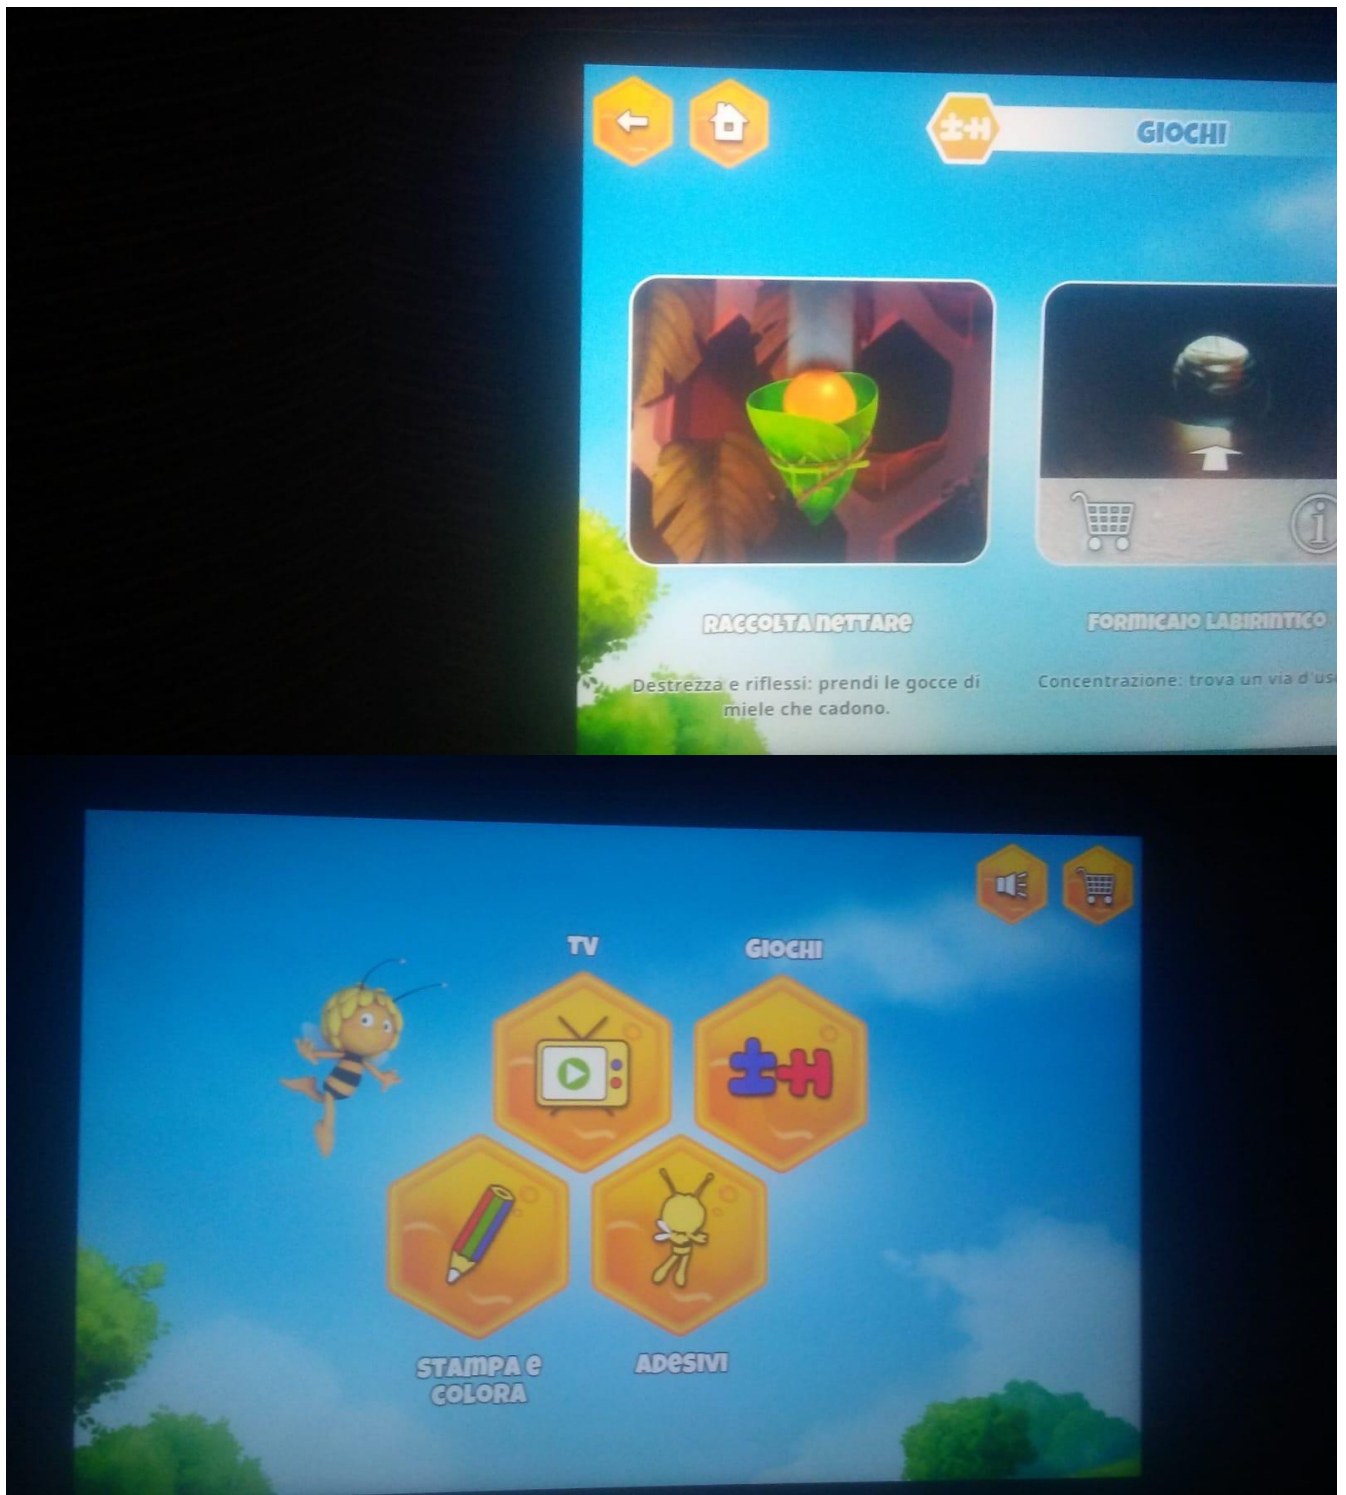 GIOCHI
RACCOLTA NETTARE
FORMICAIO LABIRINTICO
Destrezza e riflessi: prendi le gocce di
miele che cadono.
Concentrazione: trova un via d'us
TV
GIOCHI
STAMPA e
COLORA
ADESIVI